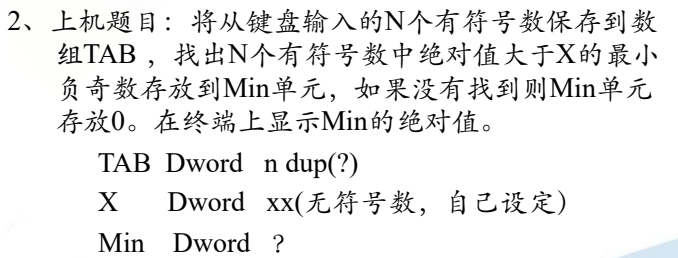 2、上机题目：将从键盘输入的N个有符号数保存到数
组TAB ，找出N个有符号数中绝对值大于X的最小
负奇数存放到Min单元，如果没有找到则Min单元
存放0。在终端上显示Min的绝对值。
TAB Dword n dup(?)
X Dword xx(无符号数，自己设定)
Min Dword ？